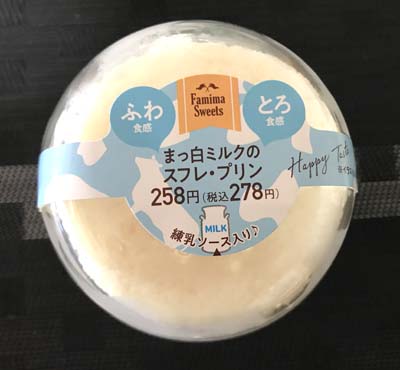 Famima
Sweets
ふわ
食感
とろ
食感
まっ白ミルクの
スフレ・プリン
258円(税込278円)
Happy Taste
MILK
練乳ソース入り♪